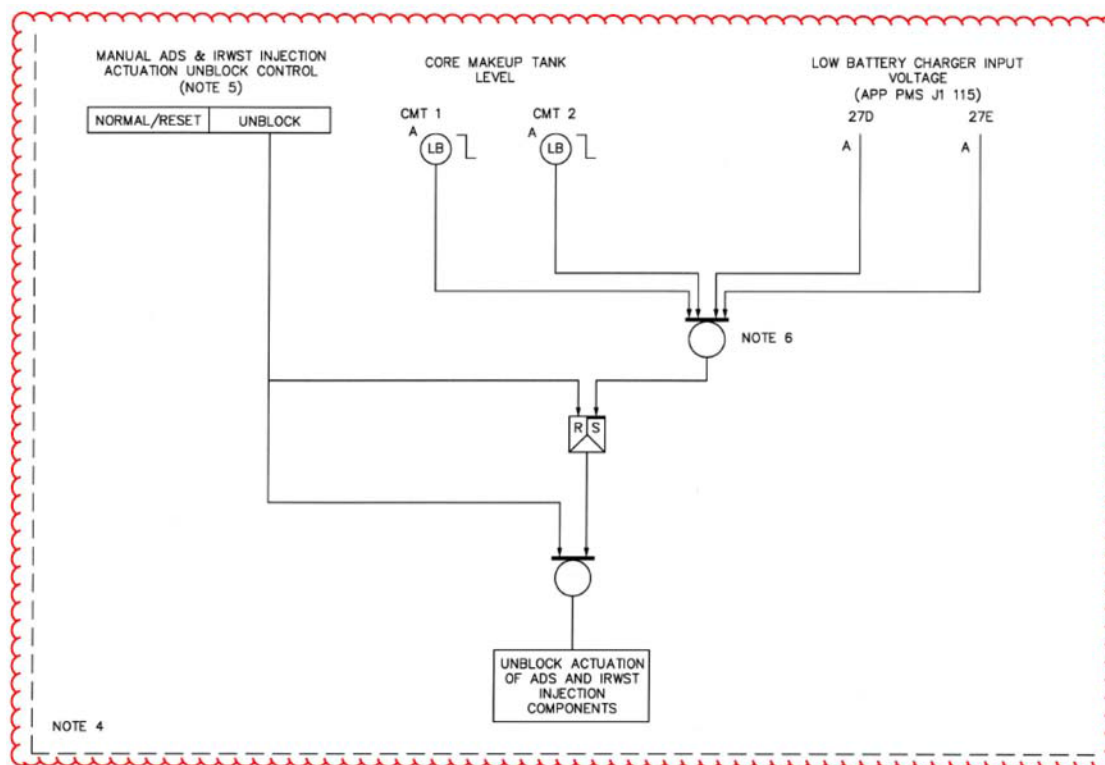 MANUAL ADS & IRWST INJECTION
ACTUATION UNBLOCK CONTROL
(NOTE 5)
NORMAL/RESET UNBLOCK
CORE MAKEUP TANK
LEVEL
CMT 1 CMT 2
A A
LB LB
LOW BATTERY CHARGER INPUT
VOLTAGE
(APP PMS J1 115)
27D 27E
A A
NOTE 6
R S
UNBLOCK ACTUATION
OF ADS AND IRWST
INJECTION
COMPONENTS
NOTE 4